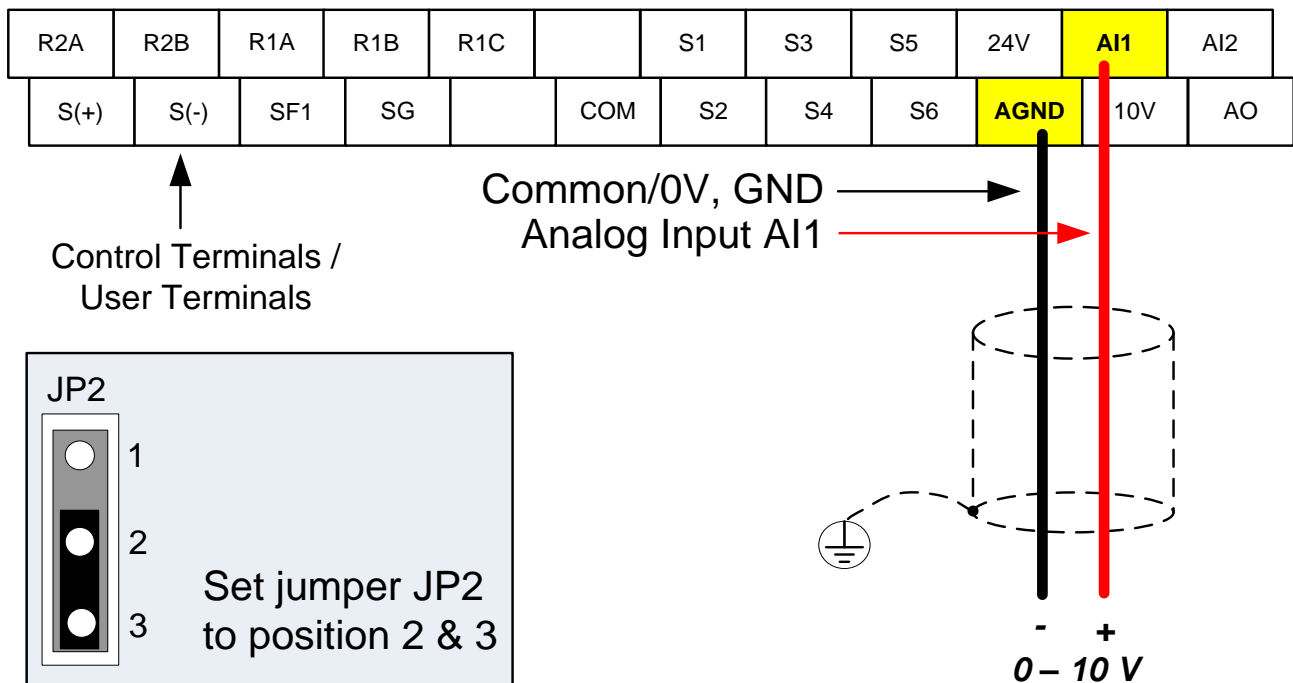 R2A R2B R1A R1B R1C S1 S3 S5 24V AI1 AI2
S(+) S(-) SF1 SG COM S2 S4 S6 AGND 10V AO
Common/0V, GND
Analog Input AI1
Control Terminals /
User Terminals
JP2
1
2
3
Set jumper JP2
to position 2 & 3
- +
0 – 10 V